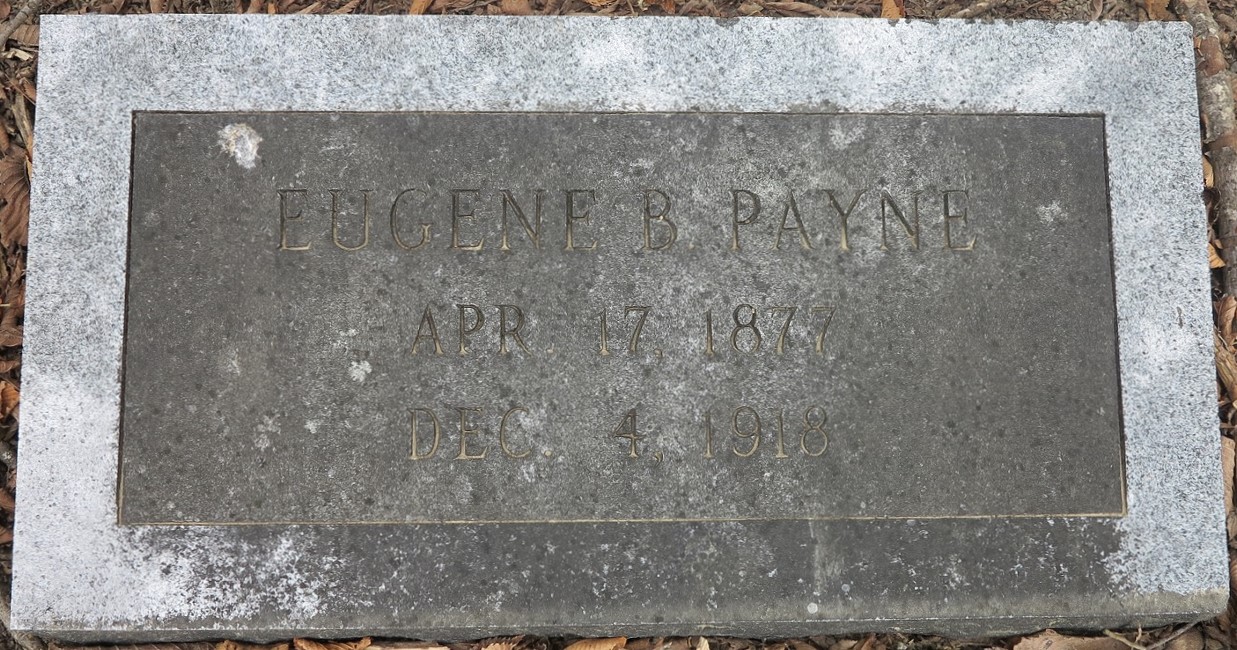 EUGENE B. PAYNE
APR. 17, 1877
DEC. 4, 1918